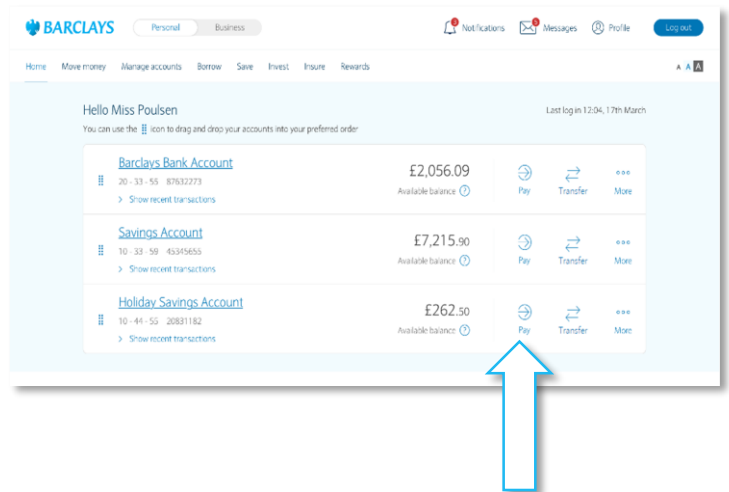 BARCLAYS Personal Business 3 Notifications 9 Messages Profile Log out
Home Move money Manage accounts Borrow Save Invest Insure Rewards A A A
Hello Miss Poulsen Last log in 12:04, 17th March
You can use the icon to drag and drop your accounts into your preferred order
Barclays Bank Account £2,056.09
20 - 33 - 55 87632273 Available balance ? Pay Transfer More
> Show recent transactions
Savings Account £7,215.90
10 - 33 - 59 45345655 Available balance ? Pay Transfer More
> Show recent transactions
Holiday Savings Account £262.50
10 - 44 - 55 20831182 Available balance ? Pay Transfer More
> Show recent transactions